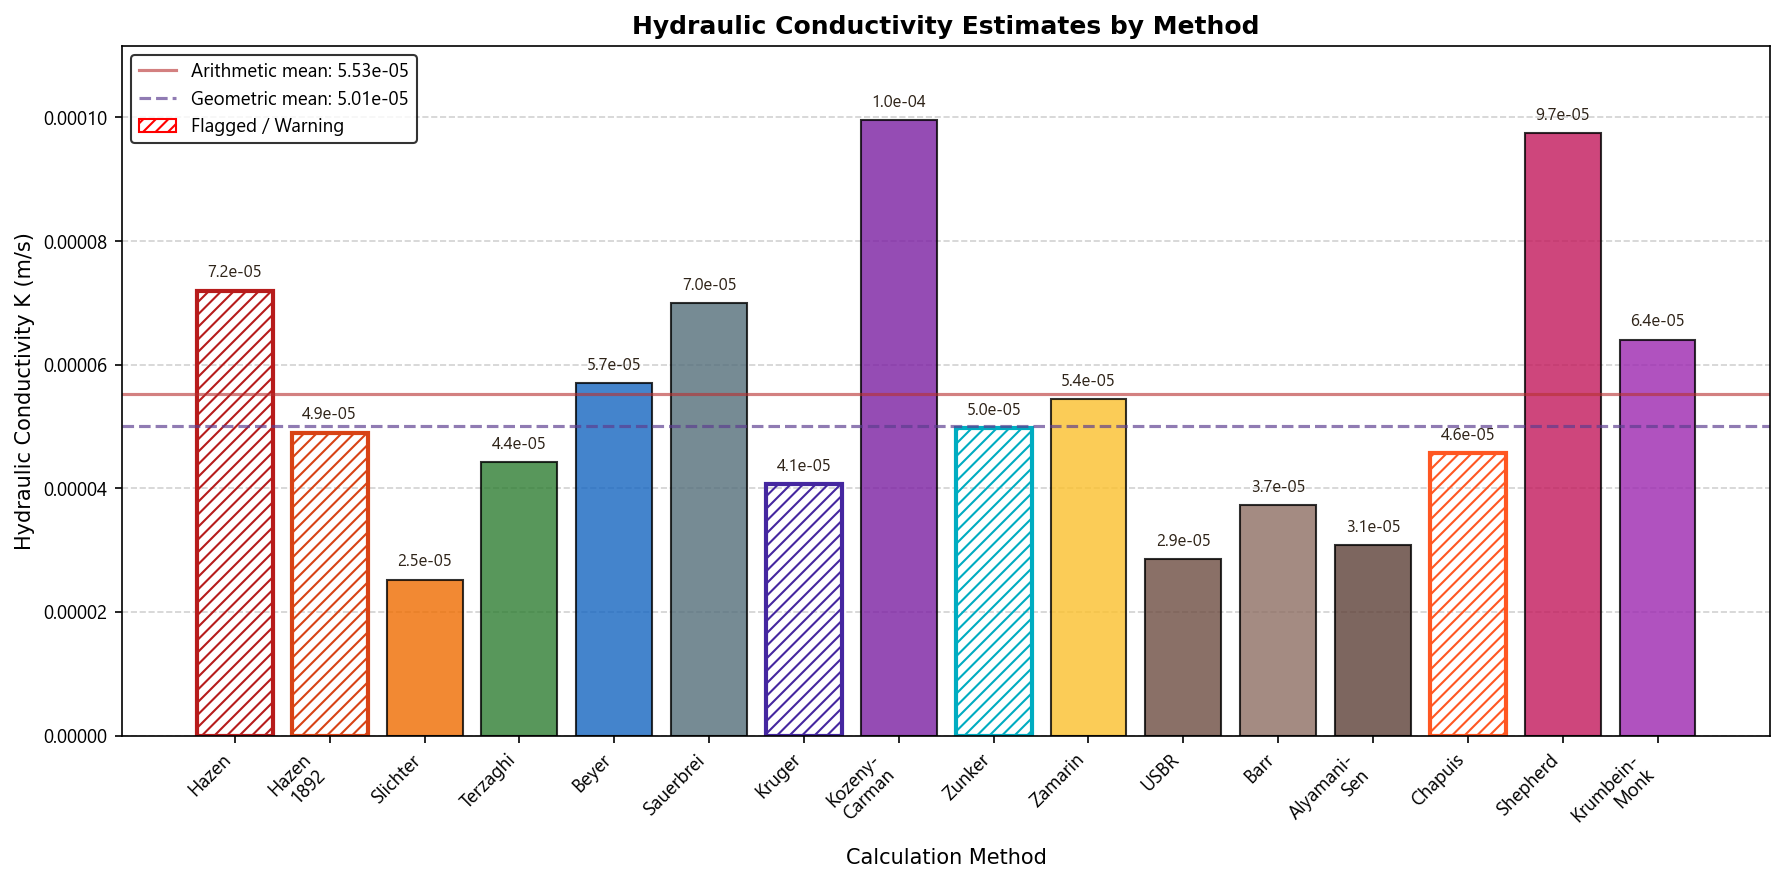 Hydraulic Conductivity Estimates by Method
Arithmetic mean: 5.53e-05
Geometric mean: 5.01e-05
Flagged / Warning
Hydraulic Conductivity K (m/s)
0.00010
0.00008
0.00006
0.00004
0.00002
0.00000
7.2e-05
4.9e-05
2.5e-05
4.4e-05
5.7e-05
7.0e-05
4.1e-05
1.0e-04
5.0e-05
5.4e-05
2.9e-05
3.7e-05
3.1e-05
4.6e-05
9.7e-05
6.4e-05
Hazen
Hazen
1892
Slichter
Terzaghi
Beyer
Sauerbrei
Kruger
Kozeny-
Carman
Zunker
Zamarin
USBR
Barr
Alyamani-
Sen
Chapuis
Shepherd
Krumbein-
Monk
Calculation Method